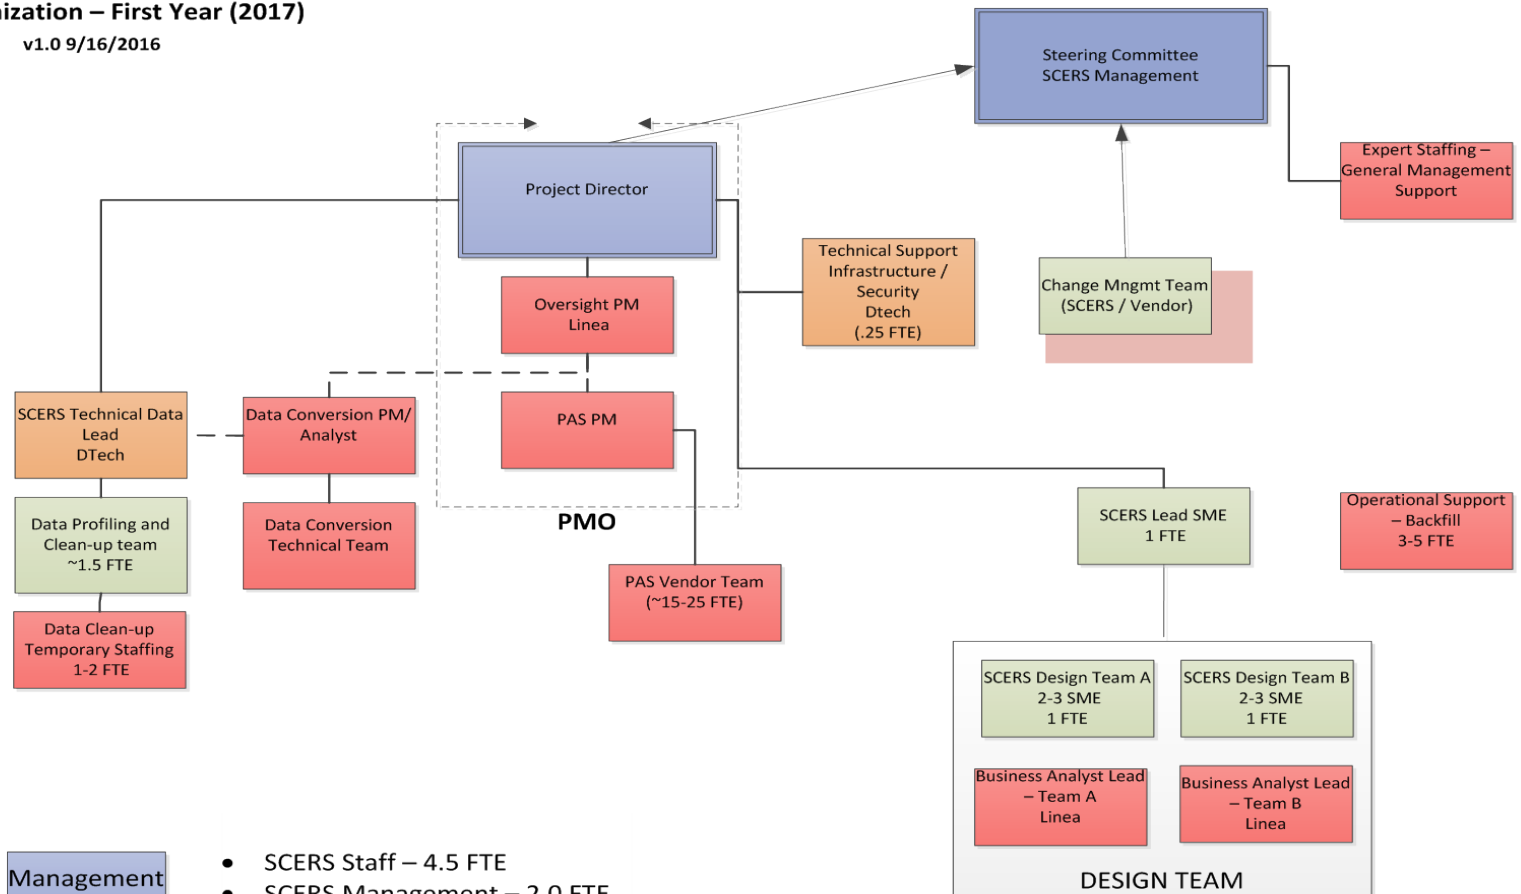 ization – First Year (2017)
v1.0 9/16/2016
Steering Committee
SCERS Management
Expert Staffing –
General Management
Support
Project Director
Technical Support
Infrastructure /
Security
Dtech
(.25 FTE)
Change Mngmt Team
(SCERS / Vendor)
Oversight PM
Linea
SCERS Technical Data
Lead
DTech
Data Conversion PM/
Analyst
PAS PM
Data Profiling and
Clean-up team
~1.5 FTE
Data Conversion
Technical Team
PMO
SCERS Lead SME
1 FTE
Operational Support
– Backfill
3-5 FTE
PAS Vendor Team
(~15-25 FTE)
Data Clean-up
Temporary Staffing
1-2 FTE
SCERS Design Team A
2-3 SME
1 FTE
SCERS Design Team B
2-3 SME
1 FTE
Business Analyst Lead
– Team A
Linea
Business Analyst Lead
– Team B
Linea
DESIGN TEAM
Management
• SCERS Staff – 4.5 FTE
• SCERS Management – 2.0 FTE